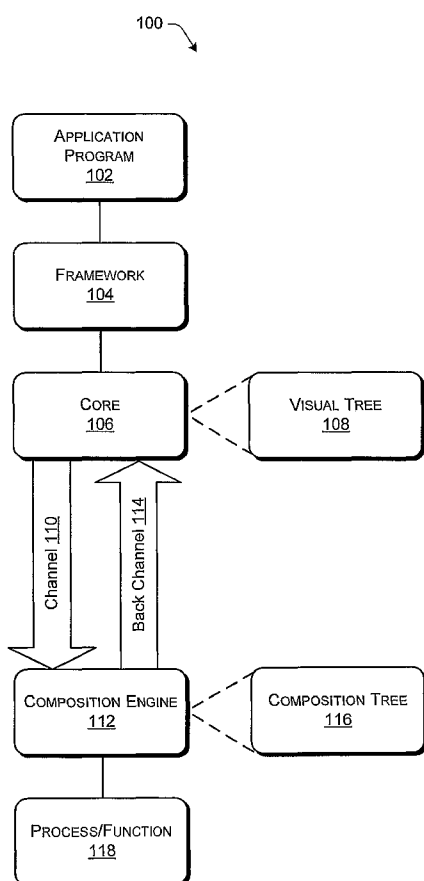 100
APPLICATION
PROGRAM
102
FRAMEWORK
104
CORE
106
VISUAL TREE
108
Channel 110
Back Channel 114
COMPOSITION ENGINE
112
COMPOSITION TREE
116
PROCESS/FUNCTION
118